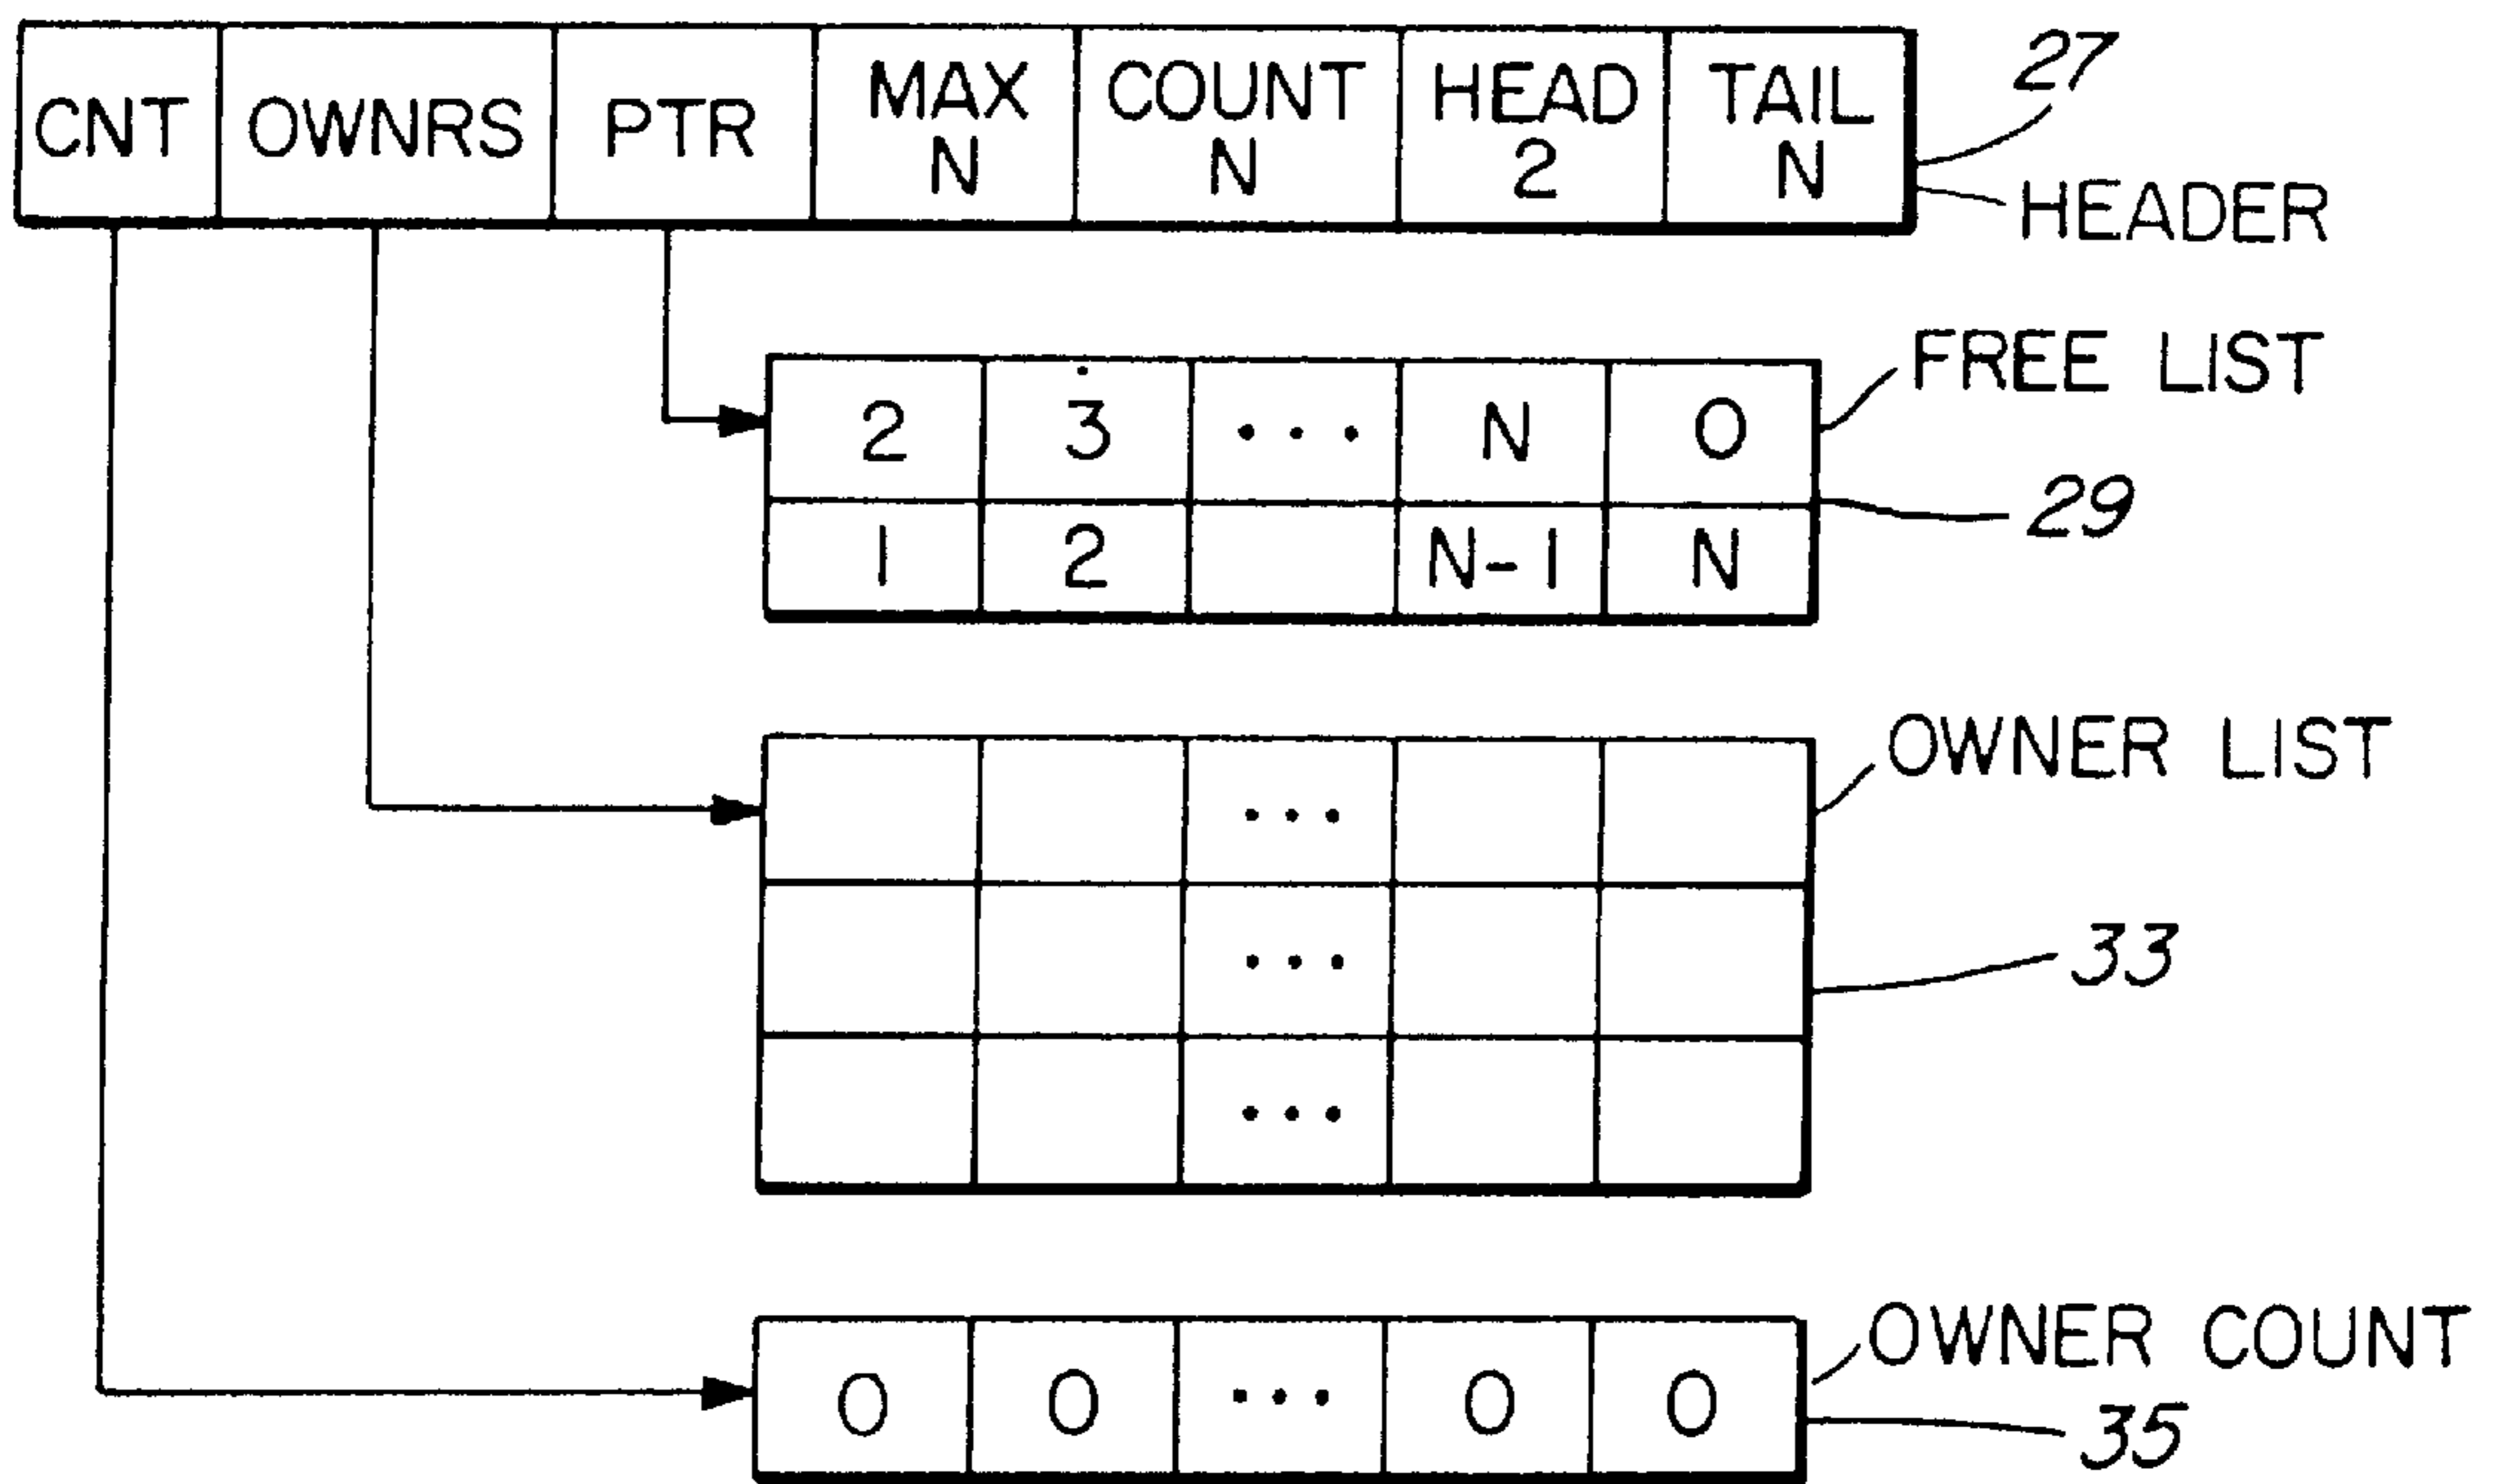 CNT OWNRS PTR MAX N COUNT N HEAD 2 TAIL N
27
HEADER
FREE LIST
2 3 ... N 0
29
1 2 N-1 N
OWNER LIST
...
...
33
...
OWNER COUNT
0 0 ... 0 0
35